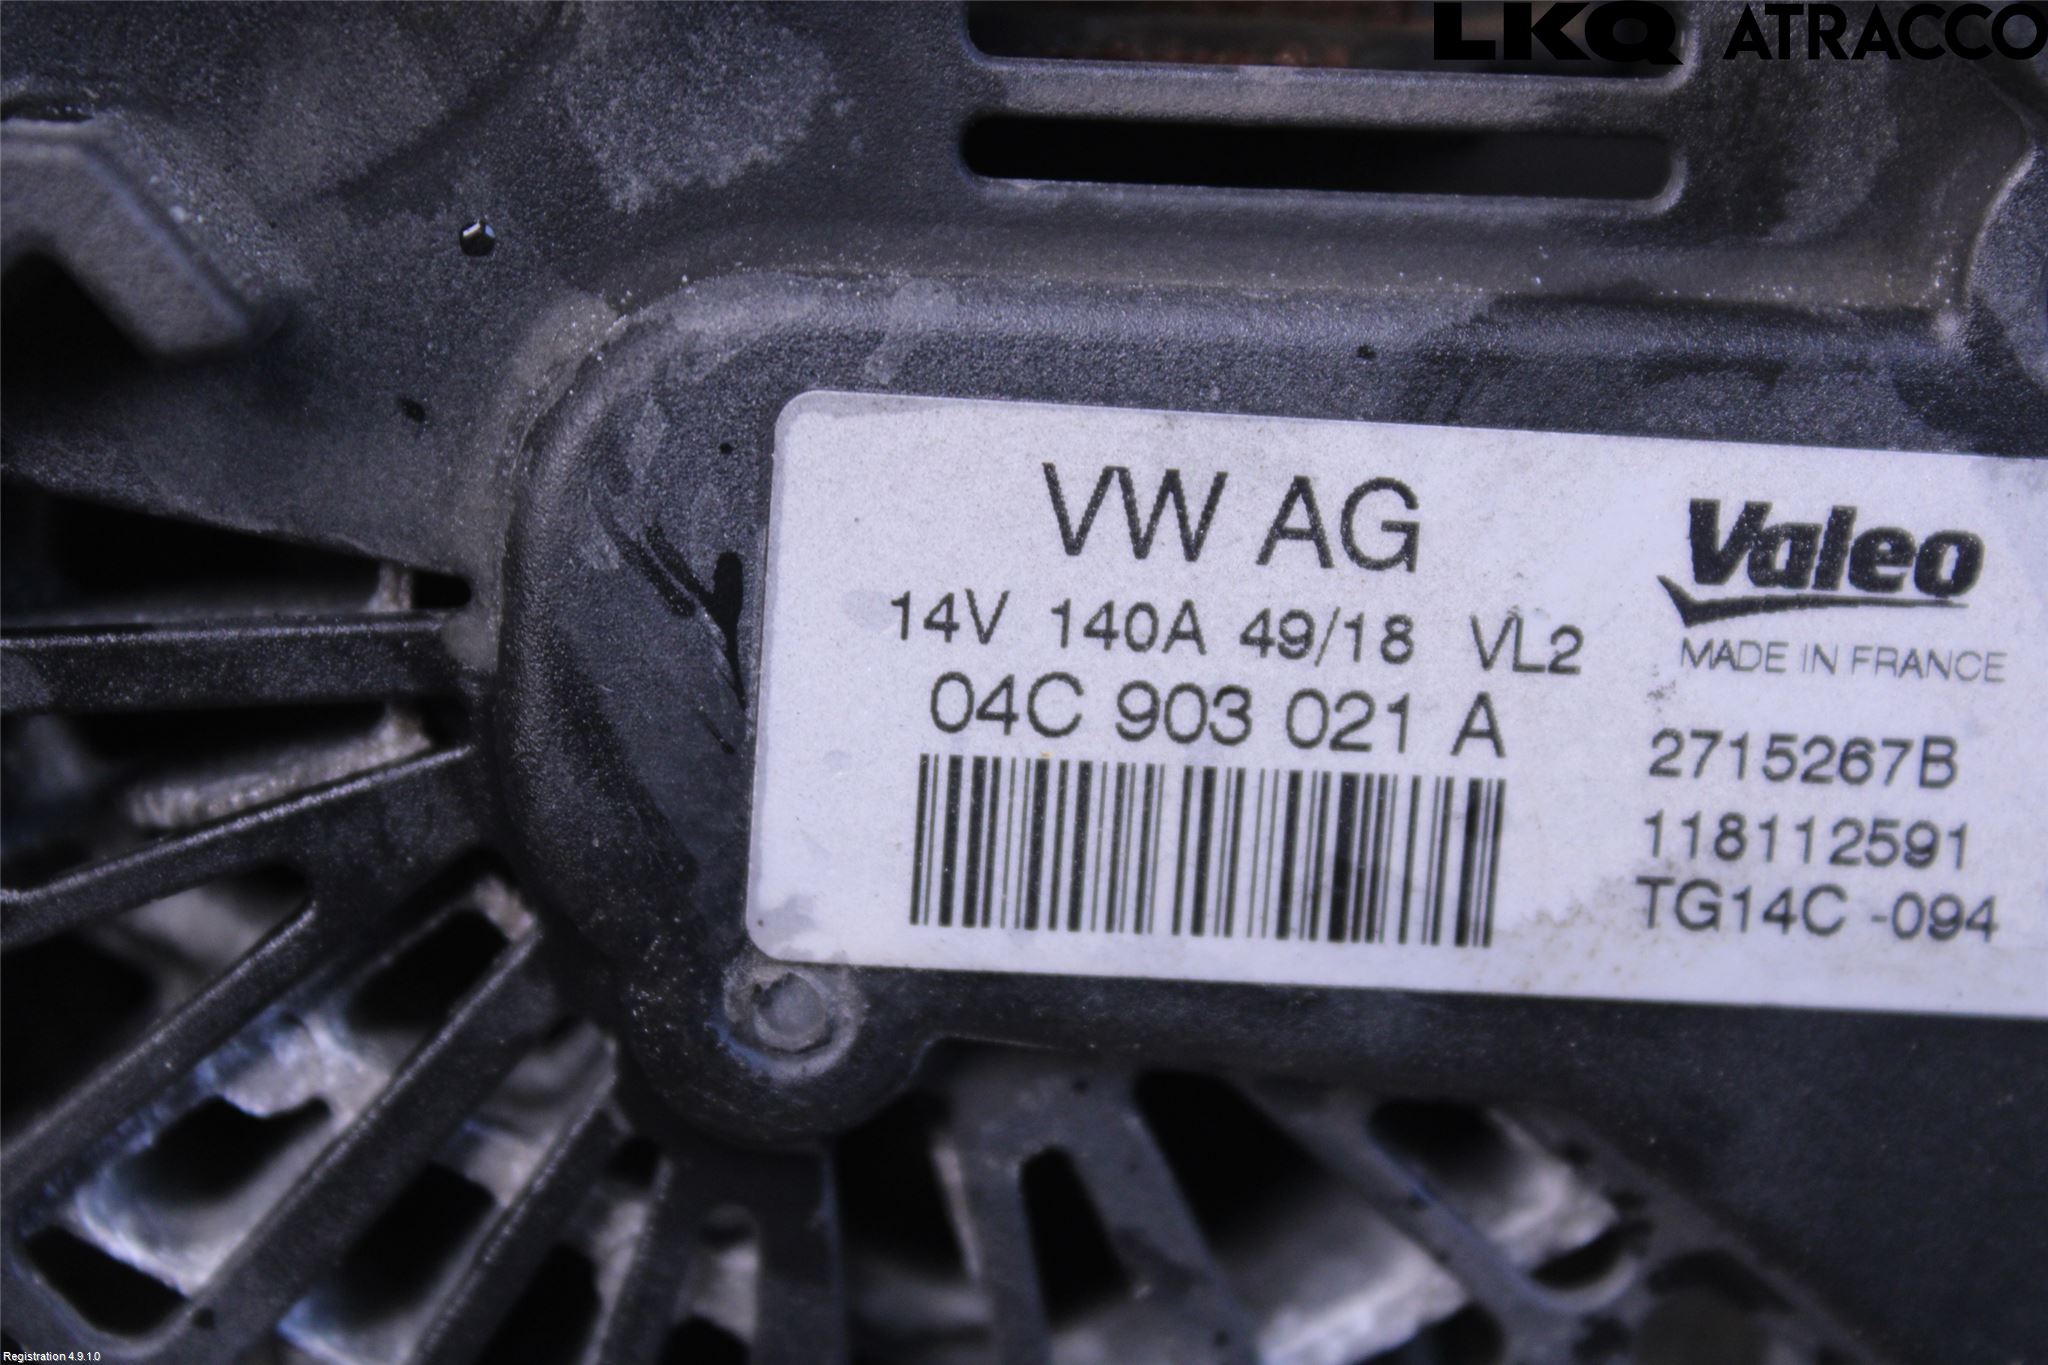 LKQ ATRACCO
VW AG
14V 140A 49/18 VL2
04C 903 021 A
Valeo
MADE IN FRANCE
2715267B
118112591
TG14C -094
Registration 4.9.1.0